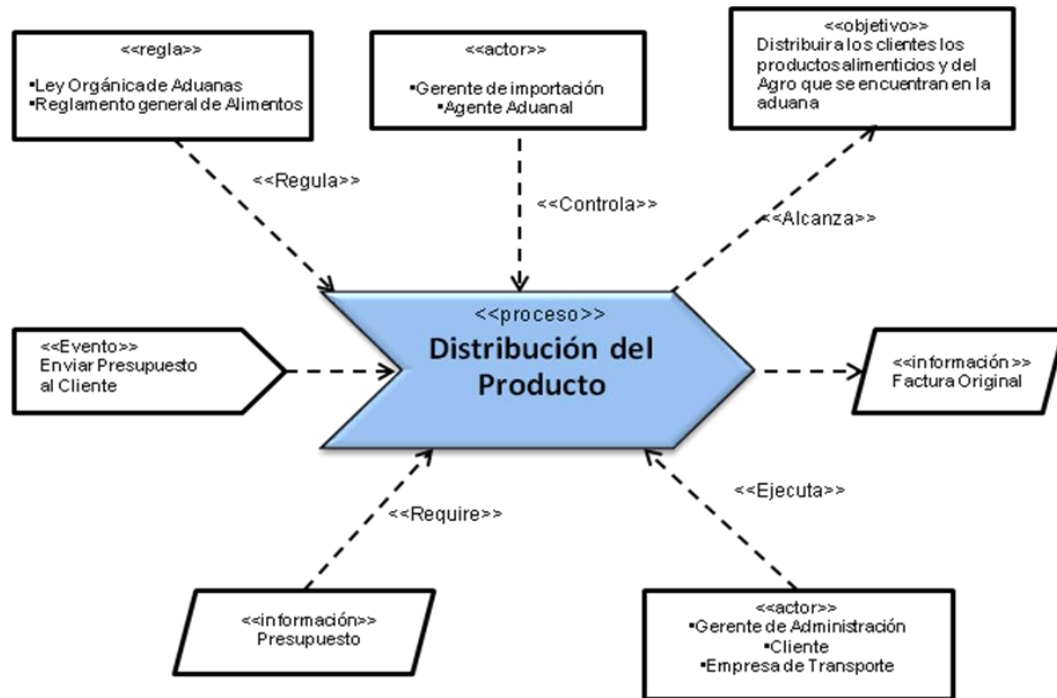 <<regla>>
▪Ley Orgánica de Aduanas
▪Reglamento general de Alimentos
<<actor>>
▪Gerente de importación
▪Agente Aduanal
<<objetivo>>
Distribuir a los clientes los
productos alimenticios y del
Agro que se encuentran en la
aduana
<<Regula>>
<<Controla>>
<<Alcanza>>
<<proceso>>
Distribución del
Producto
<<Evento>>
Enviar Presupuesto
al Cliente
<<información>>
Factura Original
<<Require>>
<<Ejecuta>>
<<información>>
Presupuesto
<<actor>>
▪Gerente de Administración
▪Cliente
▪Empresa de Transporte